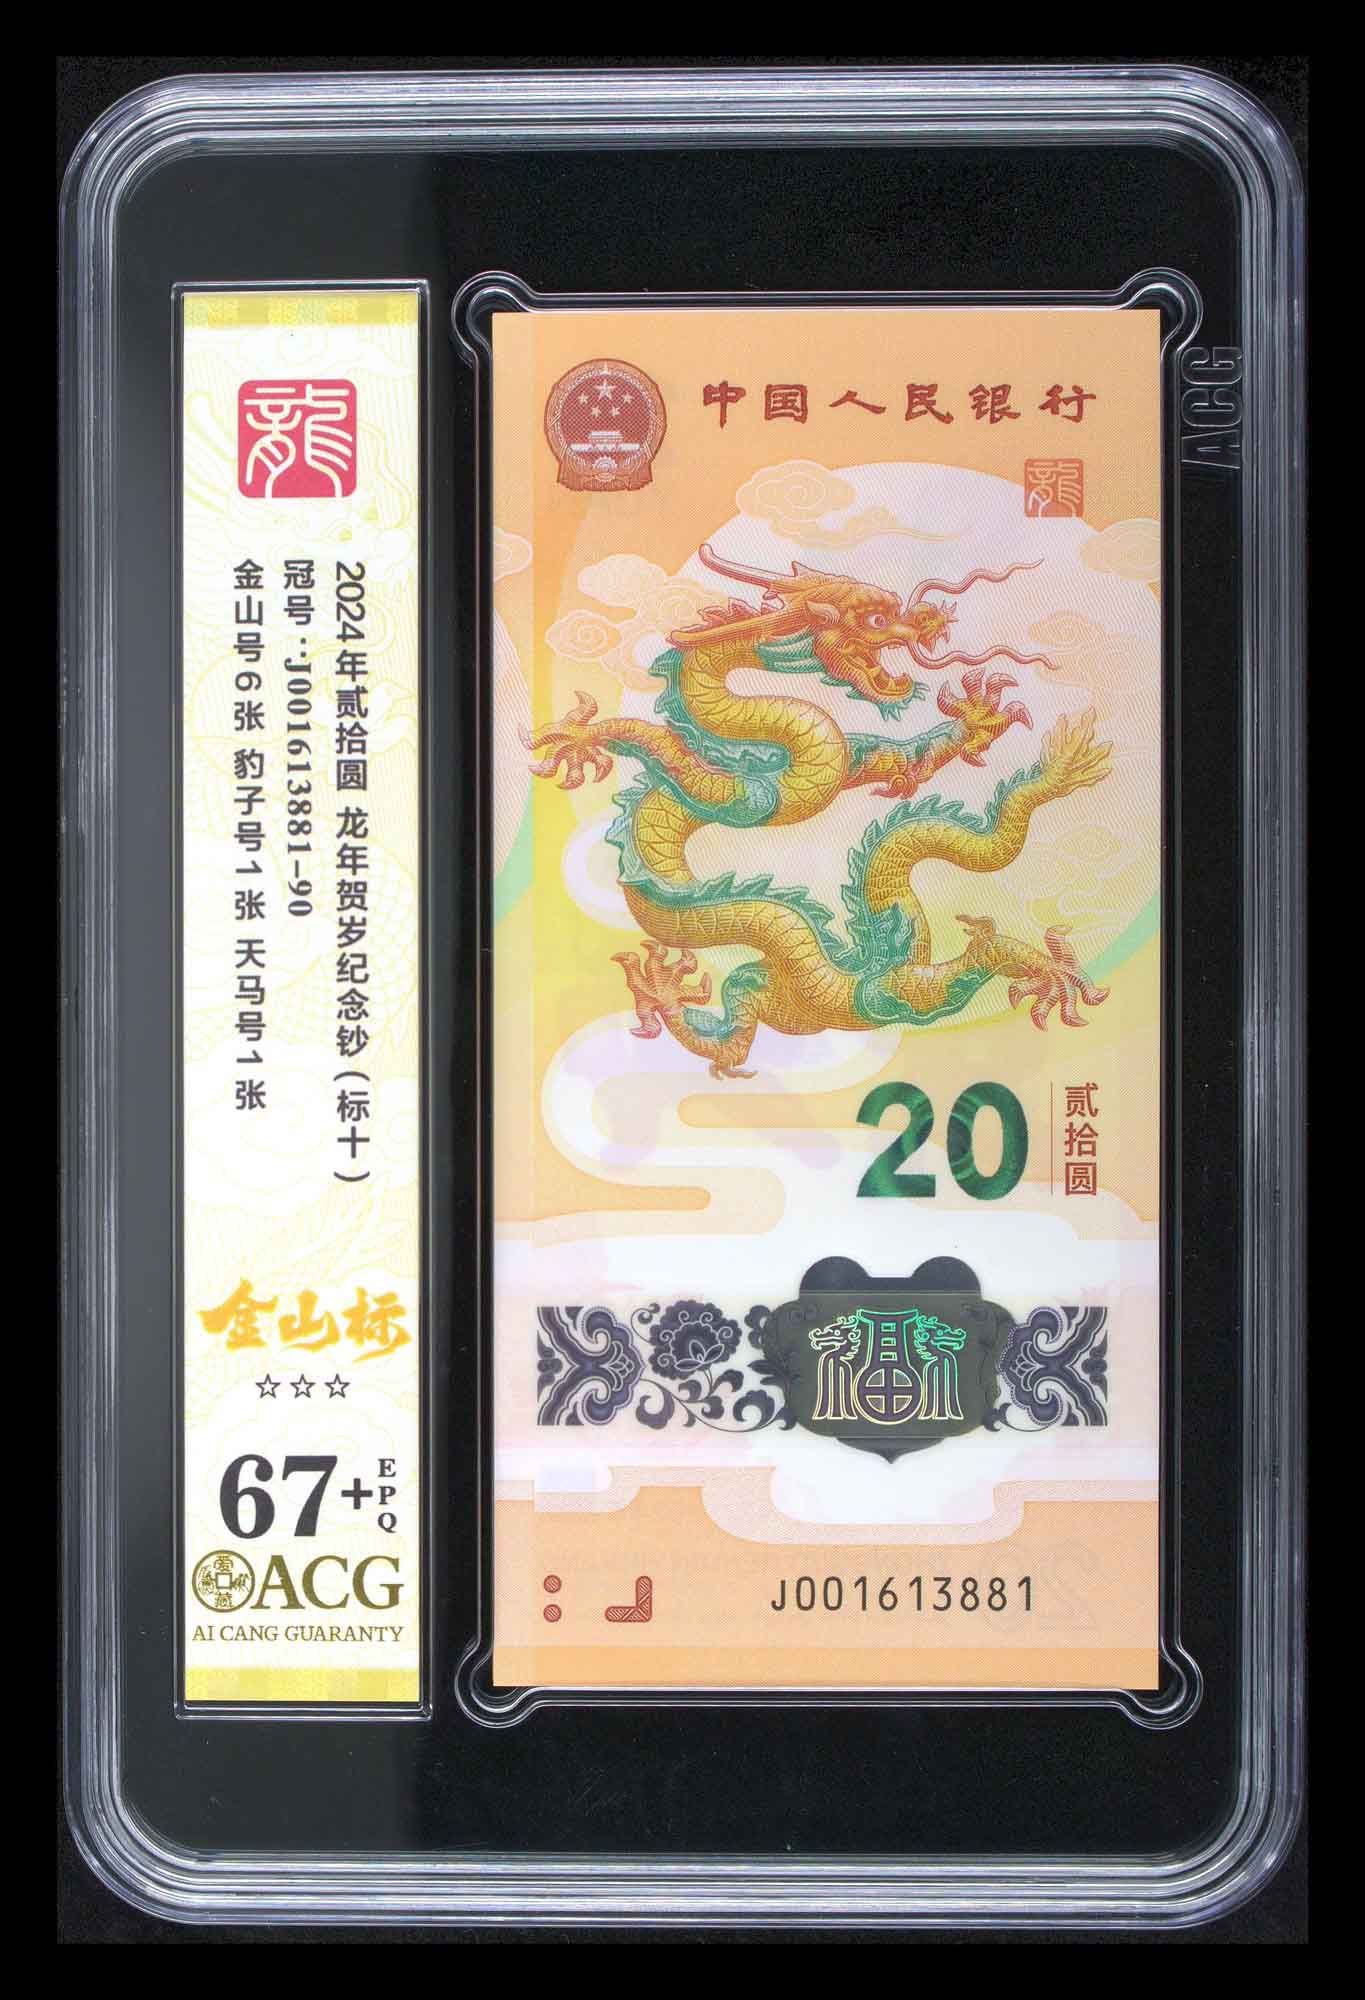 龍
2024年贰拾圆 龙年贺岁纪念钞(标十)
冠号:J001613881-90
金山号6张 豹子号1张 天马号1张
金山标
☆☆☆
67+
EPQ
爱藏
ACG
AI CANG GUARANTY
中国人民银行
龍
20
贰拾圆
福
J001613881
ACG